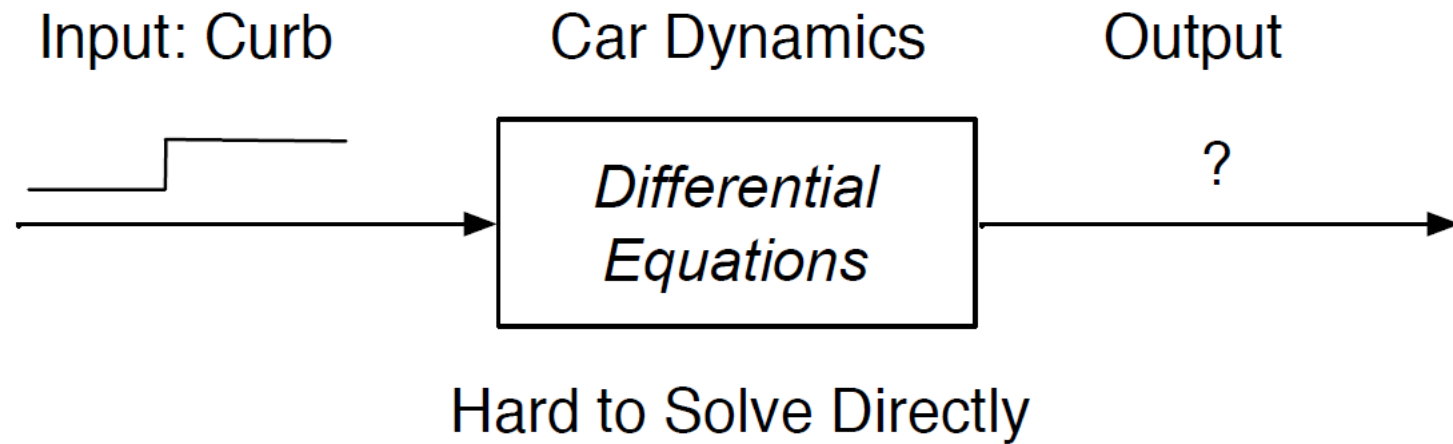 Input: Curb
Car Dynamics
Output
?
Differential
Equations
Hard to Solve Directly